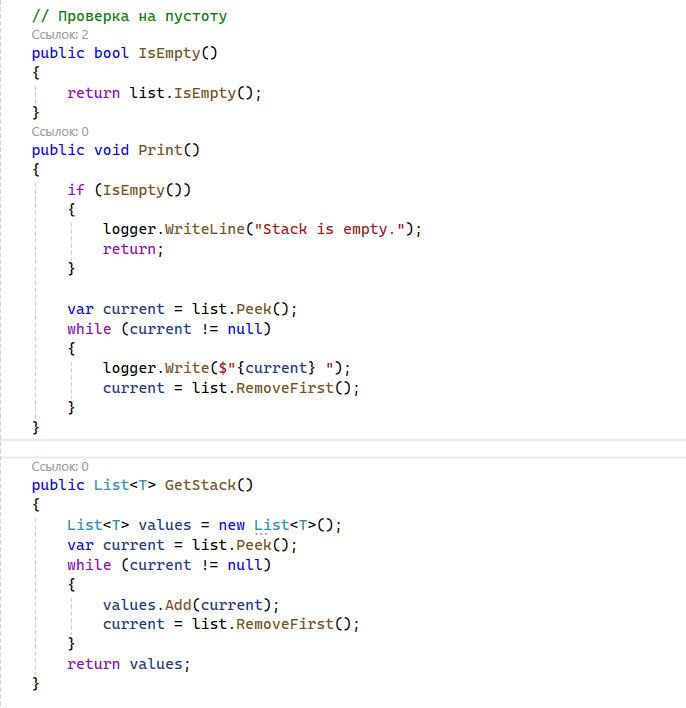 // Проверка на пустоту
Ссылок: 2
public bool IsEmpty()
{
    return list.IsEmpty();
}
Ссылок: 0
public void Print()
{
    if (IsEmpty())
    {
        logger.WriteLine("Stack is empty.");
        return;
    }

    var current = list.Peek();
    while (current != null)
    {
        logger.Write($"{current} ");
        current = list.RemoveFirst();
    }
}
Ссылок: 0
public List<T> GetStack()
{
    List<T> values = new List<T>();
    var current = list.Peek();
    while (current != null)
    {
        values.Add(current);
        current = list.RemoveFirst();
    }
    return values;
}